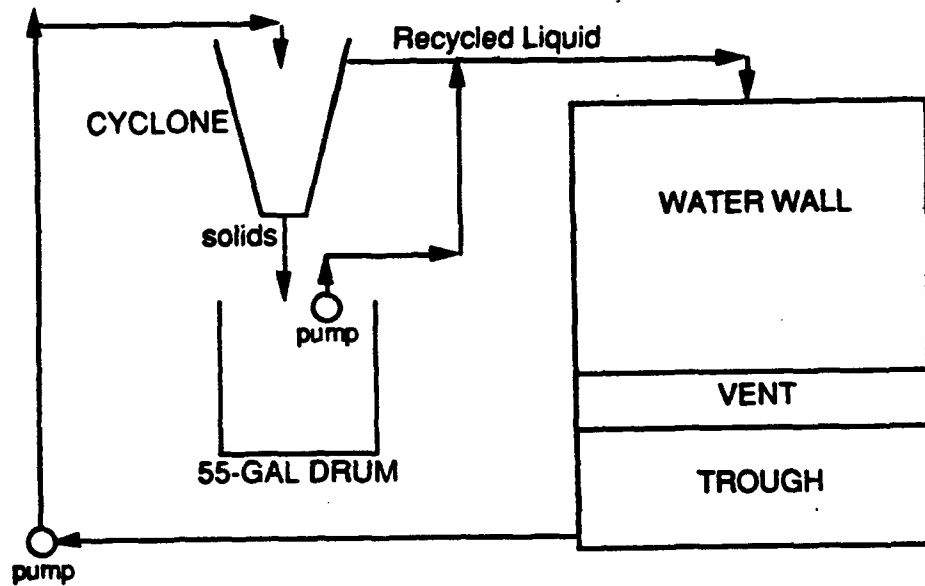 Recycled Liquid
CYCLONE
WATER WALL
solids
pump
VENT
55-GAL DRUM
TROUGH
pump